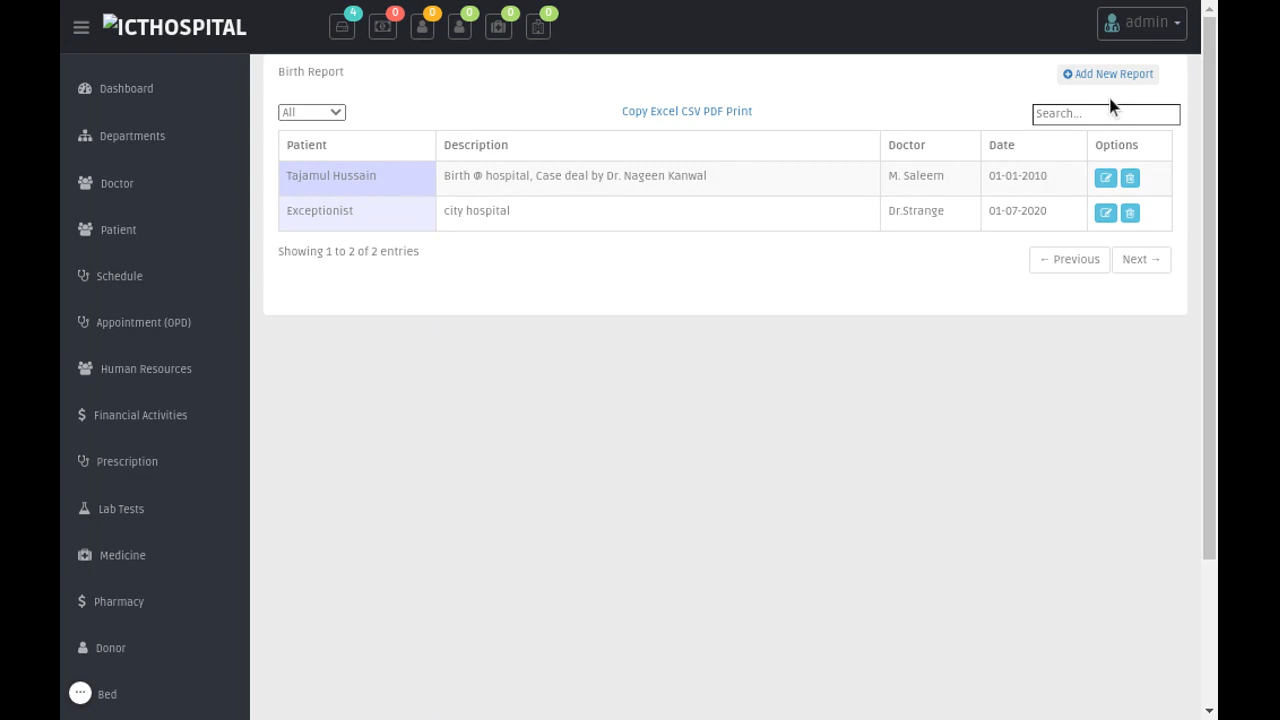 ICTHOSPITAL
4 0 0 0 0 0
admin
Dashboard
Departments
Doctor
Patient
Schedule
Appointment (OPD)
Human Resources
Financial Activities
Prescription
Lab Tests
Medicine
Pharmacy
Donor
Bed
Birth Report
Add New Report
All
Copy Excel CSV PDF Print
Search...
Patient Description Doctor Date Options
Tajamul Hussain Birth @ hospital, Case deal by Dr. Nageen Kanwal M. Saleem 01-01-2010
Exceptionist city hospital Dr.Strange 01-07-2020
Showing 1 to 2 of 2 entries
← Previous Next →